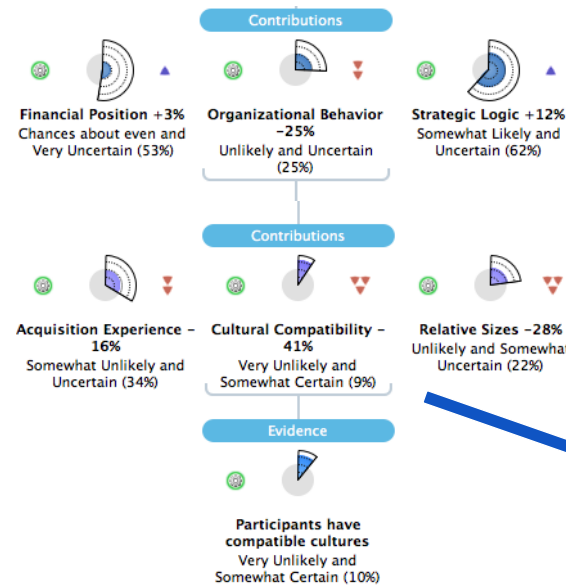 Contributions
Financial Position +3%
Chances about even and
Very Uncertain (53%)
Organizational Behavior
-25%
Unlikely and Uncertain
(25%)
Strategic Logic +12%
Somewhat Likely and
Uncertain (62%)
Contributions
Acquisition Experience –
16%
Somewhat Unlikely and
Uncertain (34%)
Cultural Compatibility –
41%
Very Unlikely and
Somewhat Certain (9%)
Relative Sizes -28%
Unlikely and Somewhat
Uncertain (22%)
Evidence
Participants have
compatible cultures
Very Unlikely and
Somewhat Certain (10%)